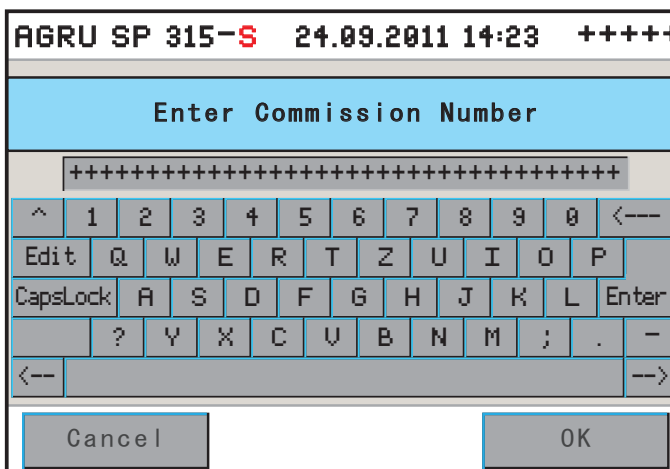 AGRU SP 315-S 24.09.2011 14:23 +++++
Enter Commission Number
++++++++++++++++++++++++++++++++++++
^ 1 2 3 4 5 6 7 8 9 0 <---
Edit Q W E R T Z U I O P
CapsLock A S D F G H J K L Enter
? Y X C V B N M ; . -
<-- -->
Cancel OK